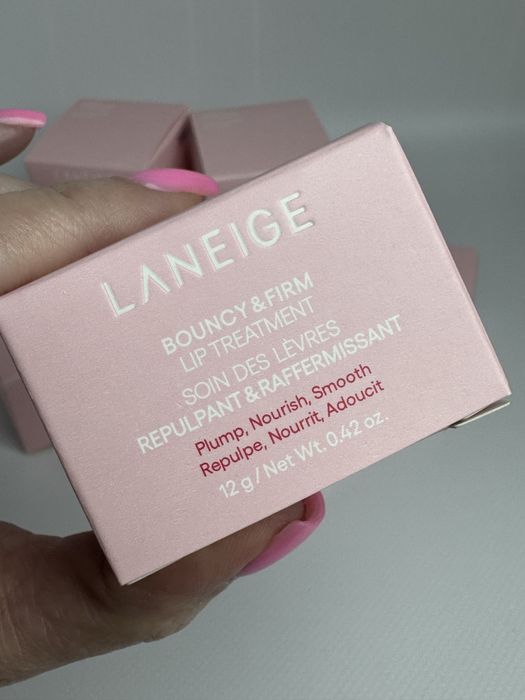 LANEIGE
BOUNCY & FIRM
LIP TREATMENT
SOIN DES LÈVRES
REPULPANT & RAFFERMISSANT
Plump, Nourish, Smooth
Repulpe, Nourrit, Adoucit
12 g / Net Wt. 0.42 oz.